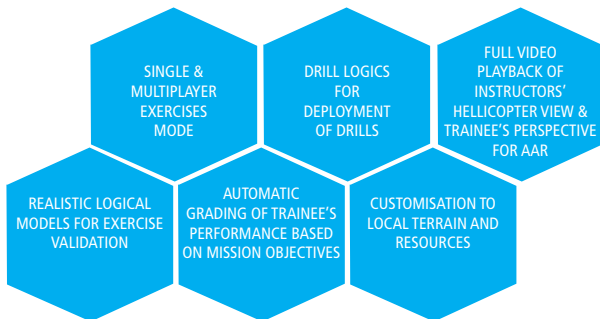 SINGLE &
MULTIPLAYER
EXERCISES
MODE
DRILL LOGICS
FOR
DEPLOYMENT
OF DRILLS
FULL VIDEO
PLAYBACK OF
INSTRUCTORS'
HELLICOPTER VIEW &
TRAINEE'S PERSPECTIVE
FOR AAR
REALISTIC LOGICAL
MODELS FOR EXERCISE
VALIDATION
AUTOMATIC
GRADING OF TRAINEE'S
PERFORMANCE BASED
ON MISSION OBJECTIVES
CUSTOMISATION TO
LOCAL TERRAIN AND
RESOURCES